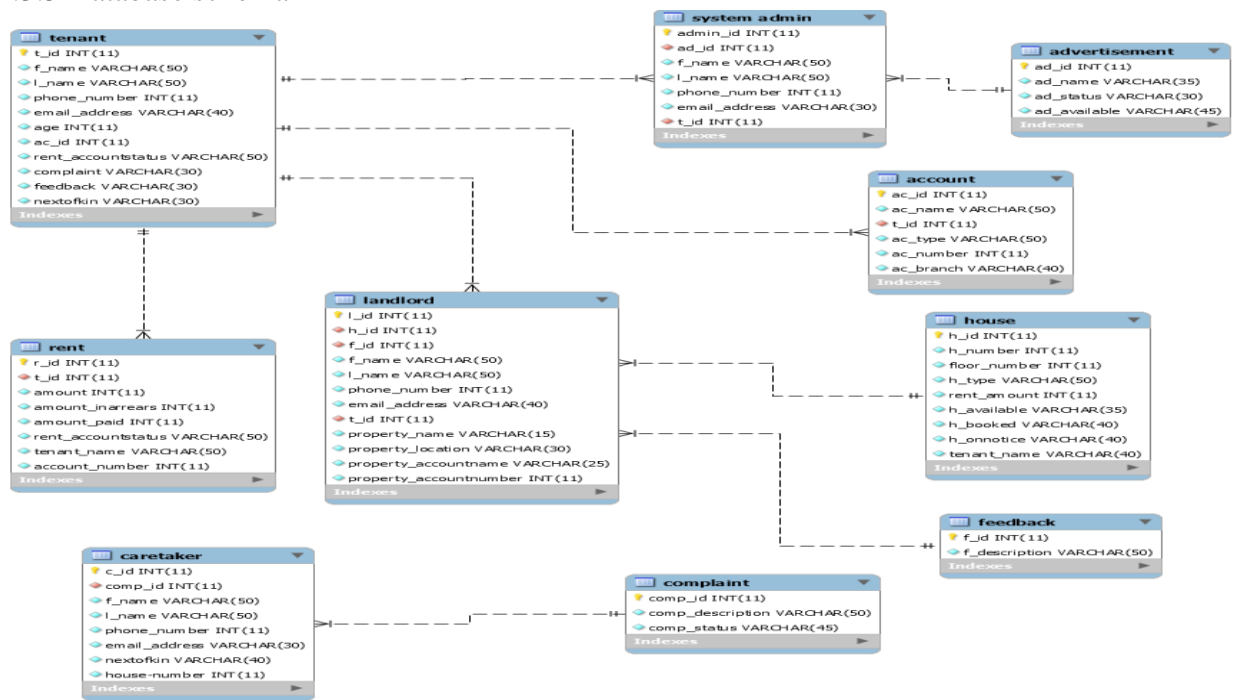 tenant
t_id INT(11)
f_name VARCHAR(50)
l_name VARCHAR(50)
phone_number INT(11)
email_address VARCHAR(40)
age INT(11)
ac_id INT(11)
rent_accountstatus VARCHAR(50)
complaint VARCHAR(30)
feedback VARCHAR(30)
nextofkin VARCHAR(30)
Indexes
system admin
admin_id INT(11)
ad_id INT(11)
f_name VARCHAR(50)
l_name VARCHAR(50)
phone_number INT(11)
email_address VARCHAR(30)
t_id INT(11)
Indexes
advertisement
ad_id INT(11)
ad_name VARCHAR(35)
ad_status VARCHAR(30)
ad_available VARCHAR(45)
Indexes
account
ac_id INT(11)
ac_name VARCHAR(50)
t_id INT(11)
ac_type VARCHAR(50)
ac_number INT(11)
ac_branch VARCHAR(40)
Indexes
rent
r_id INT(11)
t_id INT(11)
amount INT(11)
amount_inarrears INT(11)
amount_paid INT(11)
rent_accountstatus VARCHAR(50)
tenant_name VARCHAR(50)
account_number INT(11)
Indexes
landlord
l_id INT(11)
h_id INT(11)
f_id INT(11)
f_name VARCHAR(50)
l_name VARCHAR(50)
phone_number INT(11)
email_address VARCHAR(40)
t_id INT(11)
property_name VARCHAR(15)
property_location VARCHAR(30)
property_accountname VARCHAR(25)
property_accountnumber INT(11)
Indexes
house
h_id INT(11)
h_number INT(11)
floor_number INT(11)
h_type VARCHAR(50)
rent_amount INT(11)
h_available VARCHAR(35)
h_booked VARCHAR(40)
h_onnotice VARCHAR(40)
tenant_name VARCHAR(40)
Indexes
feedback
f_id INT(11)
f_description VARCHAR(50)
Indexes
caretaker
c_id INT(11)
comp_id INT(11)
f_name VARCHAR(50)
l_name VARCHAR(50)
phone_number INT(11)
email_address VARCHAR(30)
nextofkin VARCHAR(40)
house-number INT(11)
Indexes
complaint
comp_id INT(11)
comp_description VARCHAR(50)
comp_status VARCHAR(45)
Indexes